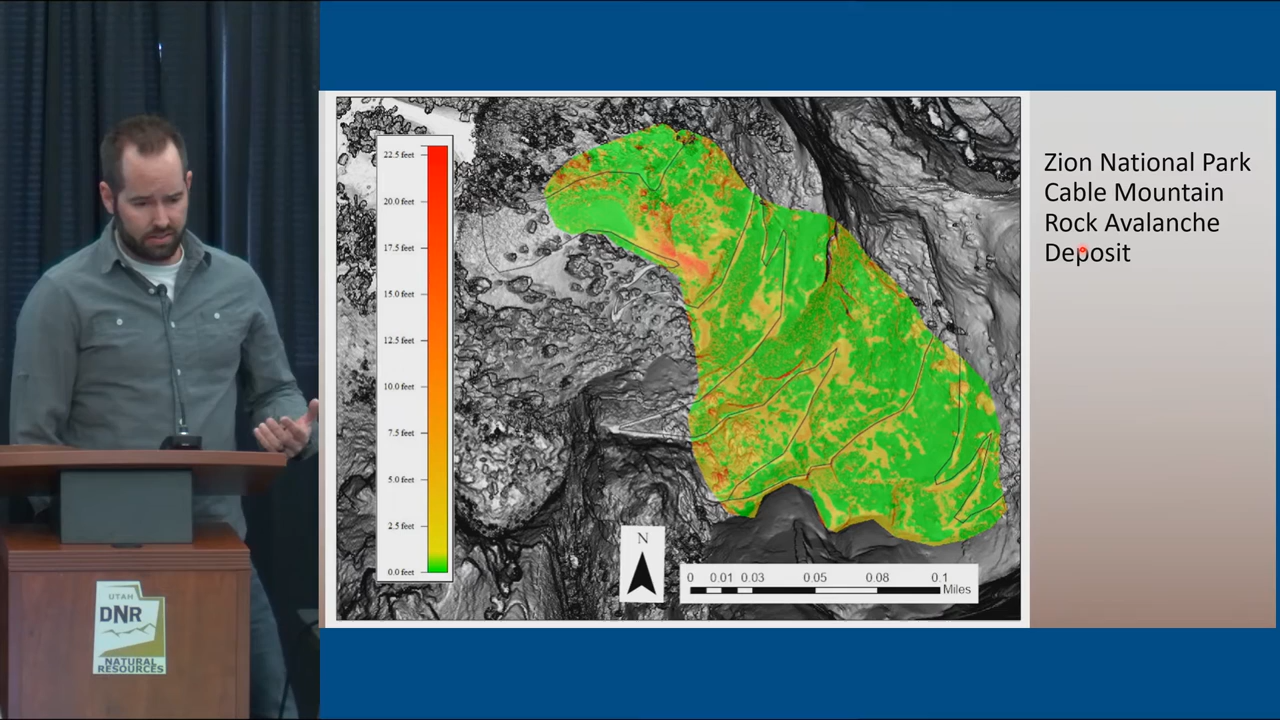 Zion National Park
Cable Mountain
Rock Avalanche
Deposit
22.5 feet
20.0 feet
17.5 feet
15.0 feet
12.5 feet
10.0 feet
7.5 feet
5.0 feet
2.5 feet
0.0 feet
N
0 0.01 0.03 0.05 0.08 0.1
Miles
UTAH
DNR
NATURAL
RESOURCES